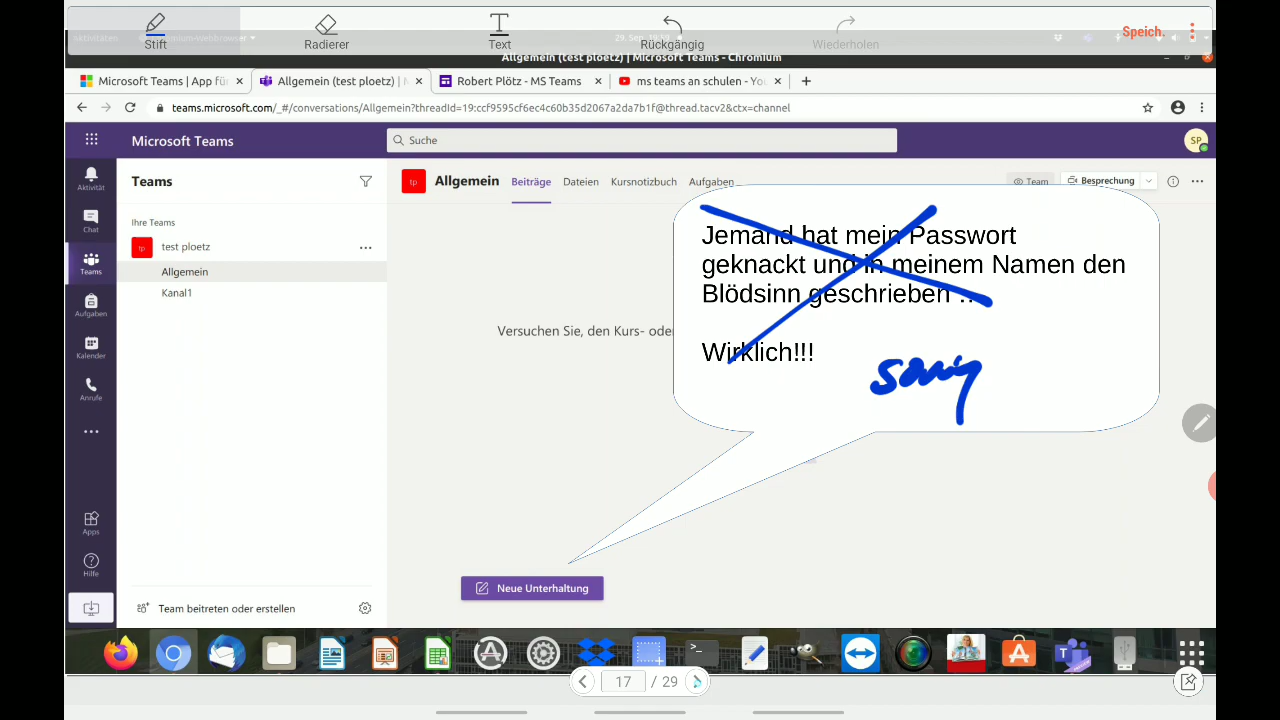 Stift
Radierer
Text
Rückgängig
Wiederholen
Speich.
Allgemein (test ploetz) | Microsoft Teams - Chromium
Microsoft Teams | App für
Allgemein (test ploetz) | M
Robert Plötz - MS Teams
ms teams an schulen - You
teams.microsoft.com/_#/conversations/Allgemein?threadId=19:ccf9595cf6ec4c60b35d2067a2da7b1f@thread.tacv2&ctx=channel
Microsoft Teams
Suche
SP
Aktivität
Chat
Teams
Aufgaben
Kalender
Anrufe
Apps
Hilfe
Teams
Ihre Teams
tp test ploetz
Allgemein
Kanal1
Team beitreten oder erstellen
tp Allgemein Beiträge Dateien Kursnotizbuch Aufgaben
Team
Besprechung
Versuchen Sie, den Kurs- oder
Jemand hat mein Passwort
geknackt und in meinem Namen den
Blödsinn geschrieben
Wirklich!!!
sorry
Neue Unterhaltung
17 / 29